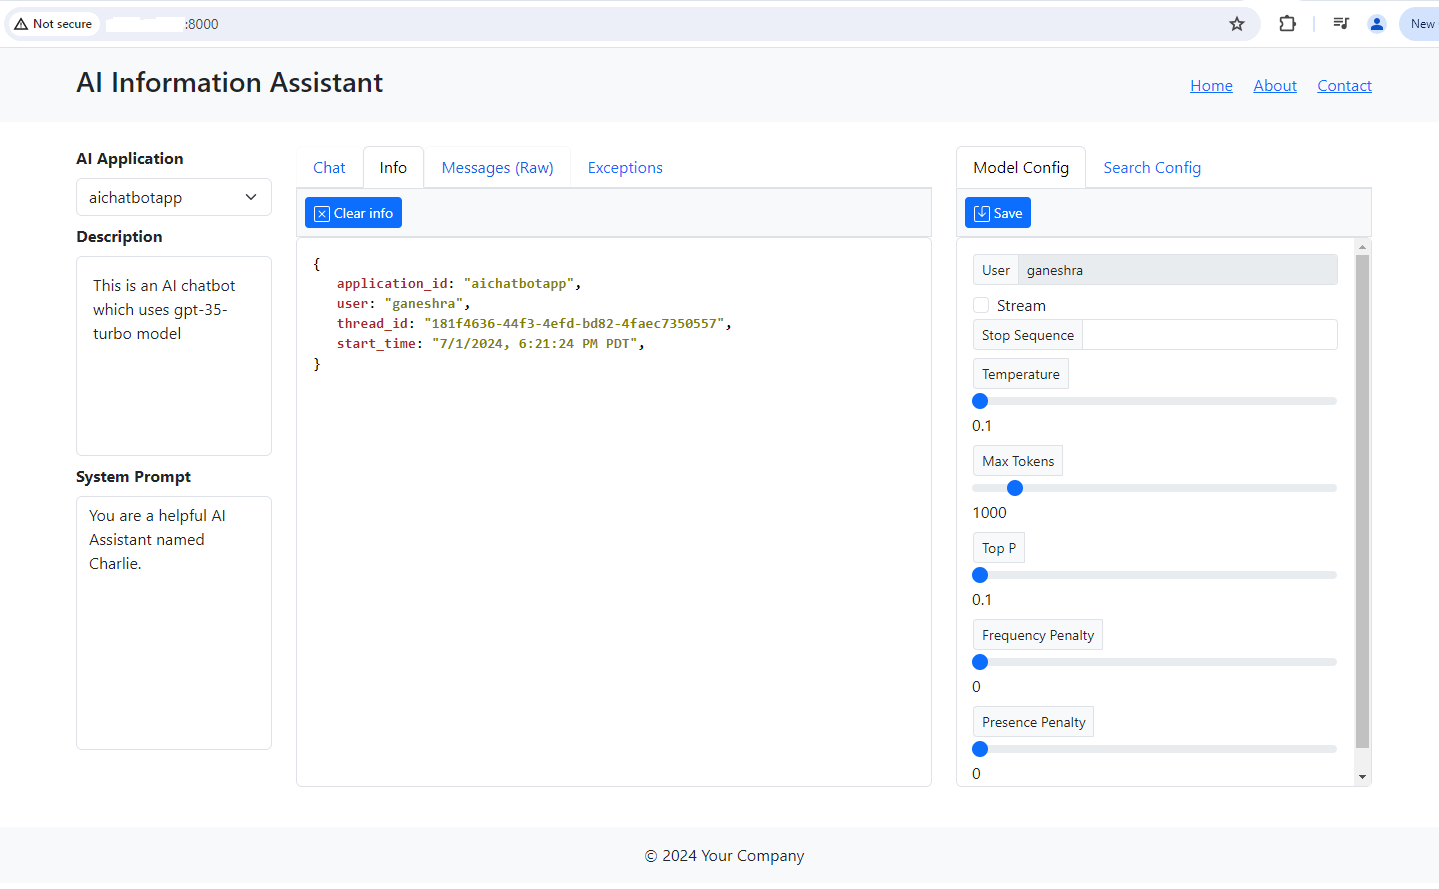 Not secure
:8000
New
AI Information Assistant
Home
About
Contact
AI Application
aichatbotapp
Description
This is an AI chatbot
which uses gpt-35-
turbo model
System Prompt
You are a helpful AI
Assistant named
Charlie.
Chat
Info
Messages (Raw)
Exceptions
Clear info
{
application_id: "aichatbotapp",
user: "ganeshra",
thread_id: "181f4636-44f3-4efd-bd82-4faec7350557",
start_time: "7/1/2024, 6:21:24 PM PDT",
}
Model Config
Search Config
Save
User
ganeshra
Stream
Stop Sequence
Temperature
0.1
Max Tokens
1000
Top P
0.1
Frequency Penalty
0
Presence Penalty
0
© 2024 Your Company